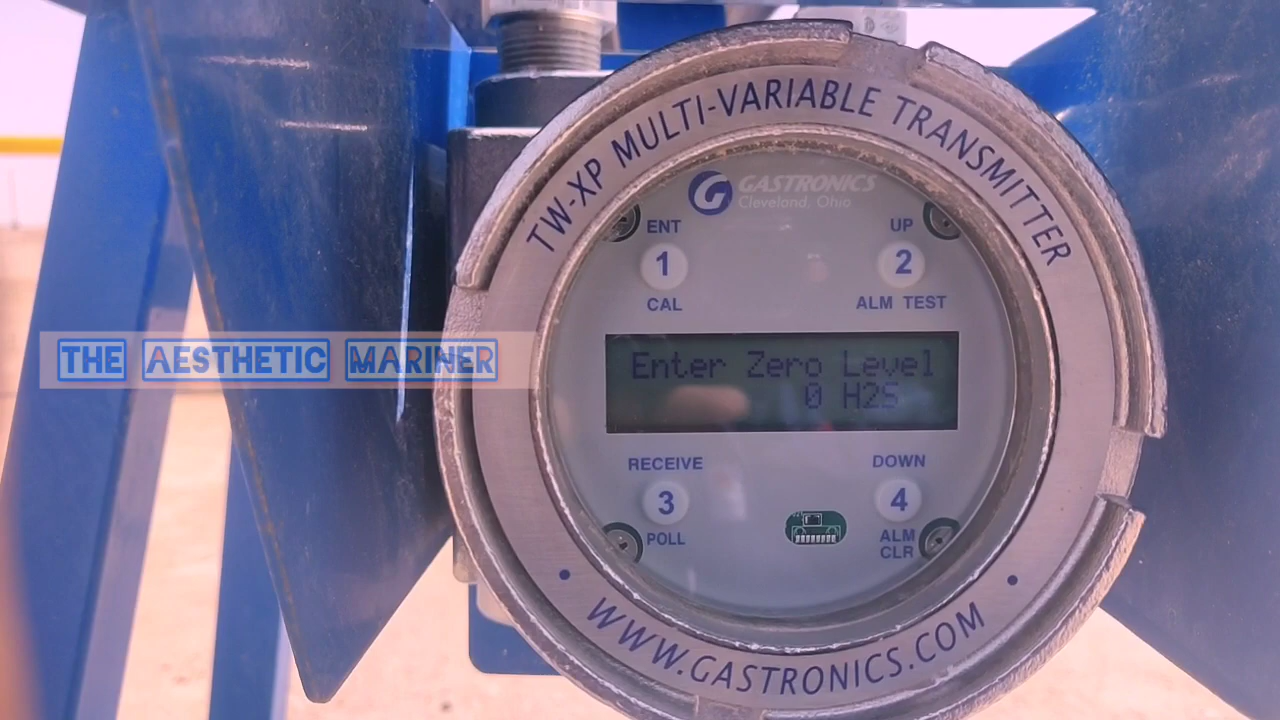 TW-XP MULTI-VARIABLE TRANSMITTER
GASTRONICS
Cleveland, Ohio
ENT
UP
1
2
CAL
ALM TEST
THE AESTHETIC MARINER
Enter Zero Level
0 H2S
RECEIVE
DOWN
3
4
POLL
ALM
CLR
WWW.GASTRONICS.COM